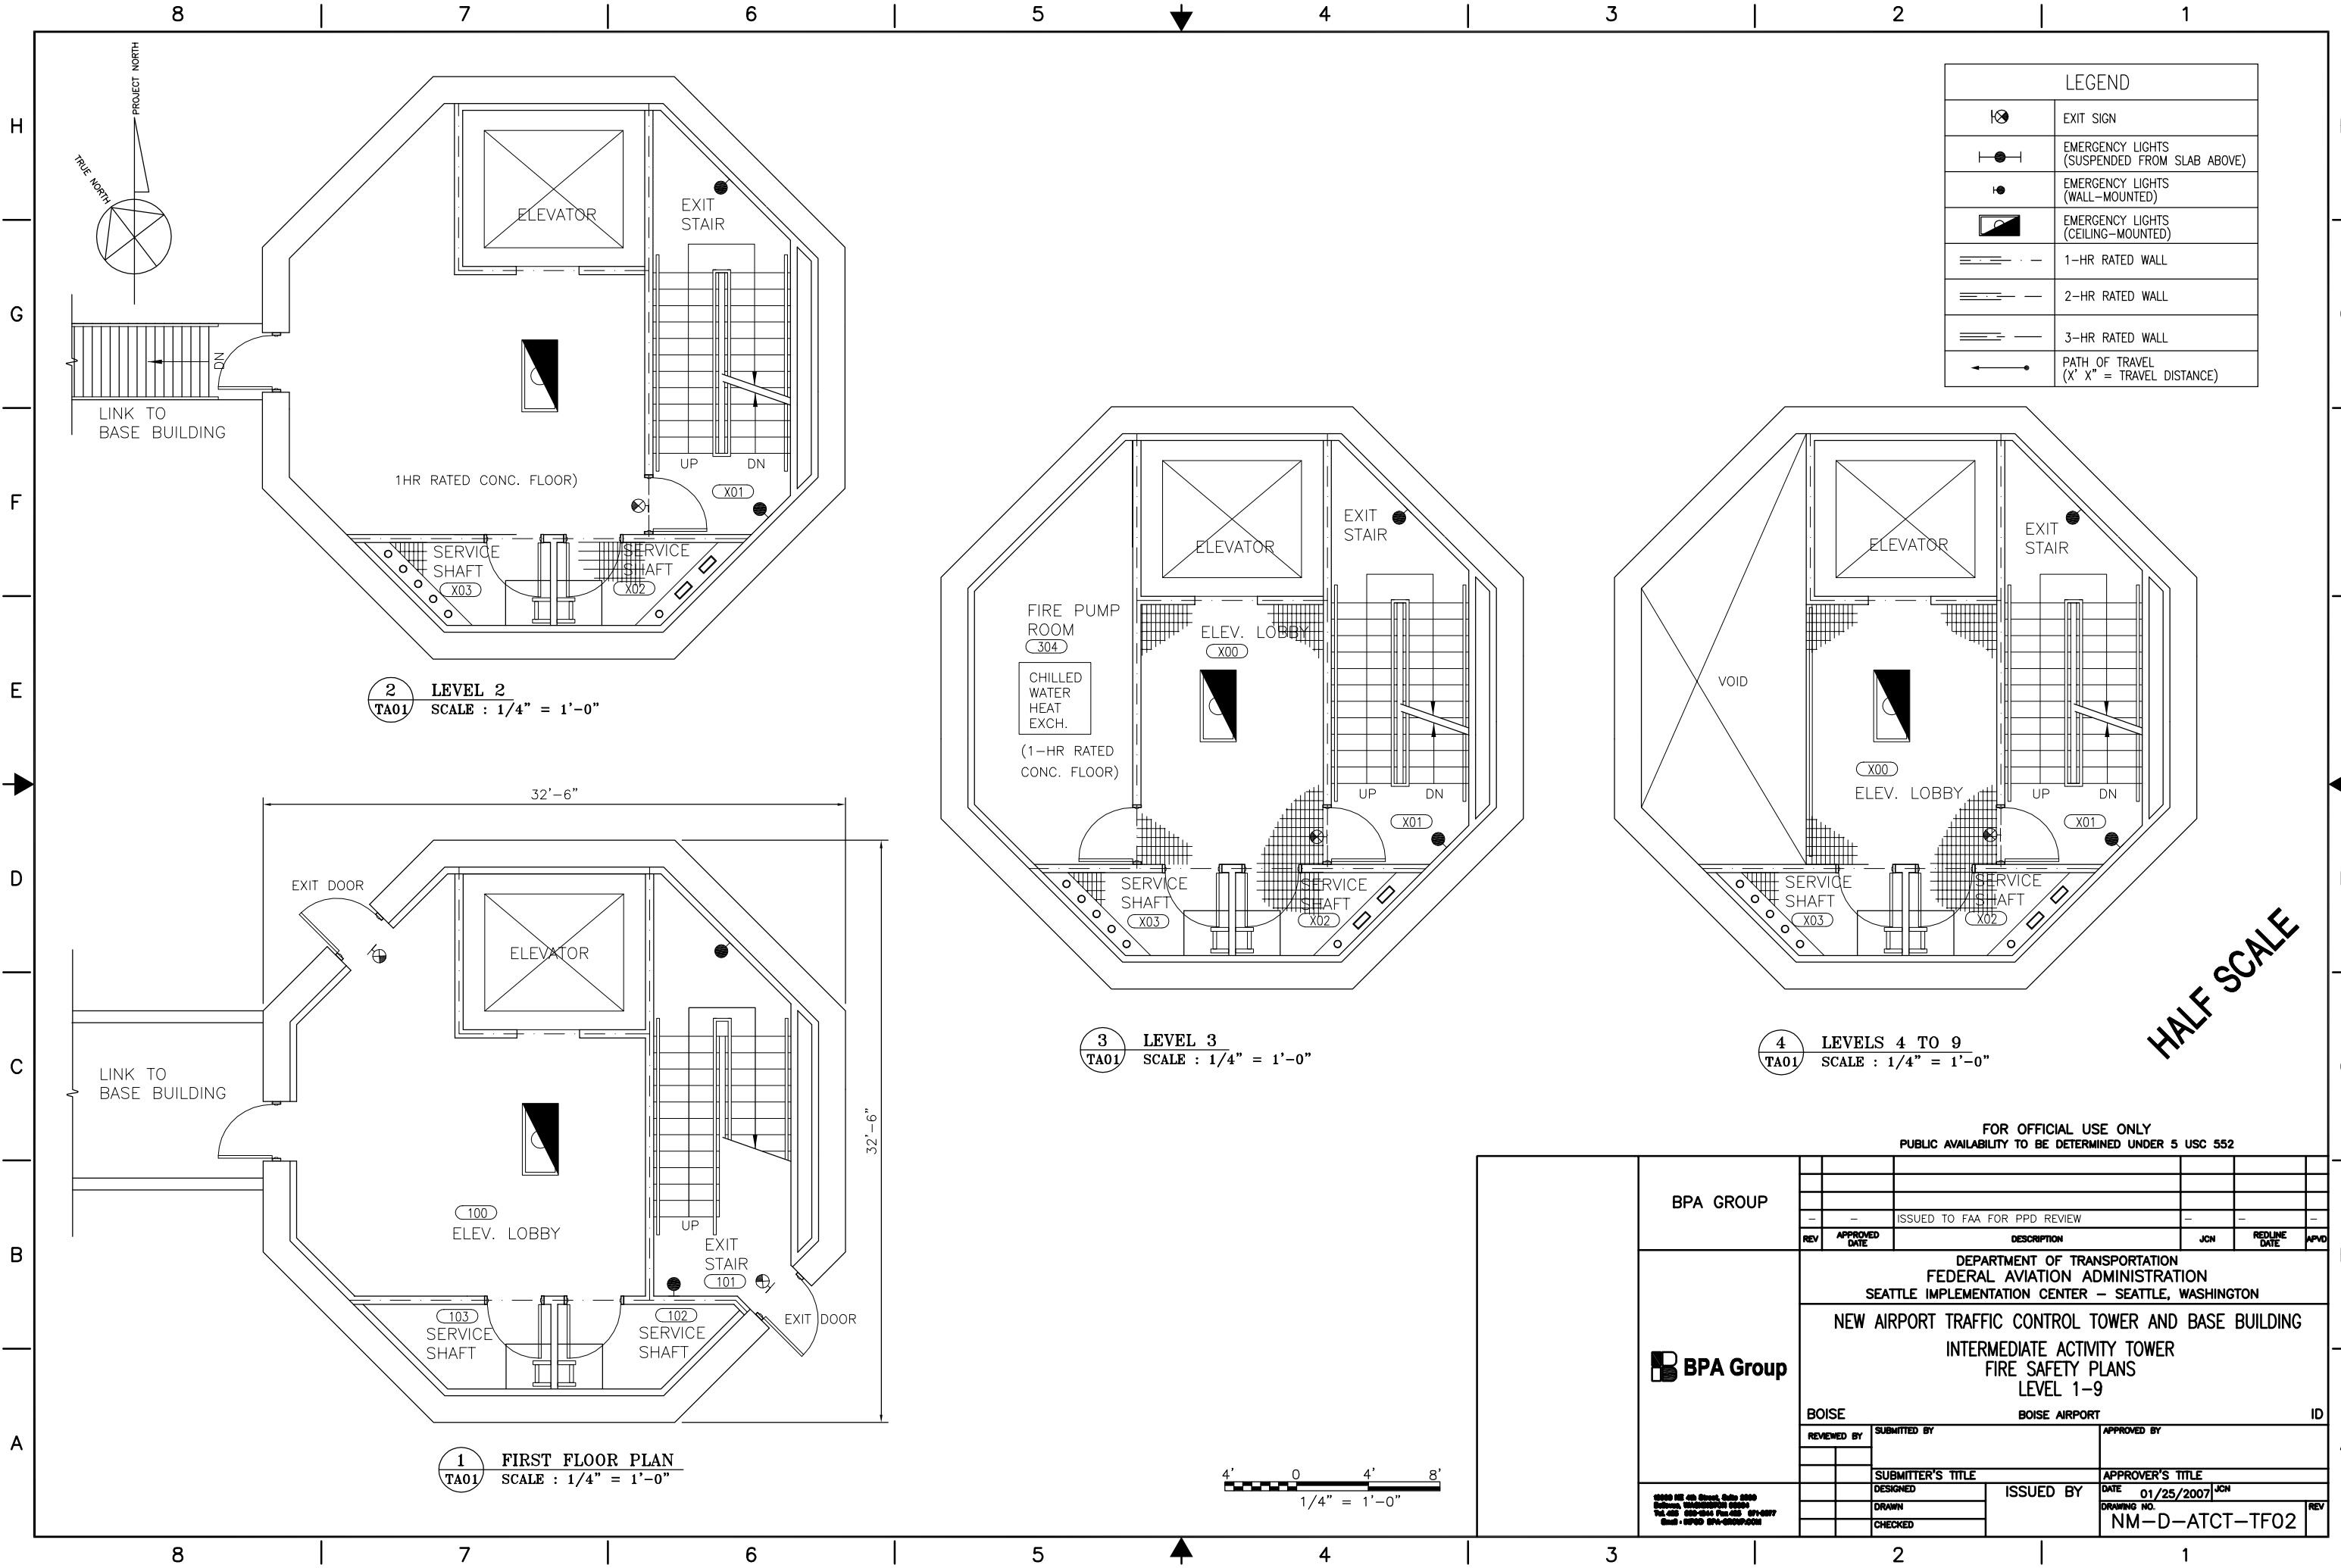 8 7 6 5 4 3 2 1
H
G
F
E
D
C
B
A
PROJECT NORTH
TRUE NORTH
ELEVATOR
EXIT
STAIR
DN
LINK TO
BASE BUILDING
UP DN
1HR RATED CONC. FLOOR)
X01
SERVICE
SHAFT
X03
SERVICE
SHAFT
X02
2
TA01
LEVEL 2
SCALE : 1/4" = 1'-0"
LEGEND
EXIT SIGN
EMERGENCY LIGHTS
(SUSPENDED FROM SLAB ABOVE)
EMERGENCY LIGHTS
(WALL-MOUNTED)
EMERGENCY LIGHTS
(CEILING-MOUNTED)
1-HR RATED WALL
2-HR RATED WALL
3-HR RATED WALL
PATH OF TRAVEL
(X' X" = TRAVEL DISTANCE)
ELEVATOR
EXIT
STAIR
FIRE PUMP
ROOM
304
ELEV. LOBBY
X00
CHILLED
WATER
HEAT
EXCH.
(1-HR RATED
CONC. FLOOR)
UP DN
X01
SERVICE
SHAFT
X03
SERVICE
SHAFT
X02
3
TA01
LEVEL 3
SCALE : 1/4" = 1'-0"
ELEVATOR
EXIT
STAIR
VOID
X00
ELEV. LOBBY
UP DN
X01
SERVICE
SHAFT
X03
SERVICE
SHAFT
X02
4
TA01
LEVELS 4 TO 9
SCALE : 1/4" = 1'-0"
HALF SCALE
32'-6"
EXIT DOOR
ELEVATOR
LINK TO
BASE BUILDING
32'-6"
100
ELEV. LOBBY
UP
EXIT
STAIR
101
103
SERVICE
SHAFT
102
SERVICE
SHAFT
EXIT DOOR
1
TA01
FIRST FLOOR PLAN
SCALE : 1/4" = 1'-0"
4' 0 4' 8'
1/4" = 1'-0"
FOR OFFICIAL USE ONLY
PUBLIC AVAILABILITY TO BE DETERMINED UNDER 5 USC 552
BPA GROUP
- - ISSUED TO FAA FOR PPD REVIEW - - -
REV APPROVED DATE DESCRIPTION JCN REDLINE DATE APVD
DEPARTMENT OF TRANSPORTATION
FEDERAL AVIATION ADMINISTRATION
SEATTLE IMPLEMENTATION CENTER - SEATTLE, WASHINGTON
NEW AIRPORT TRAFFIC CONTROL TOWER AND BASE BUILDING
INTERMEDIATE ACTIVITY TOWER
FIRE SAFETY PLANS
LEVEL 1-9
BPA Group
BOISE BOISE AIRPORT ID
REVIEWED BY SUBMITTED BY APPROVED BY
SUBMITTER'S TITLE APPROVER'S TITLE
DESIGNED ISSUED BY DATE 01/25/2007 JCN
DRAWN DRAWING NO. REV
CHECKED NM-D-ATCT-TF02
8 7 6 5 4 3 2 1